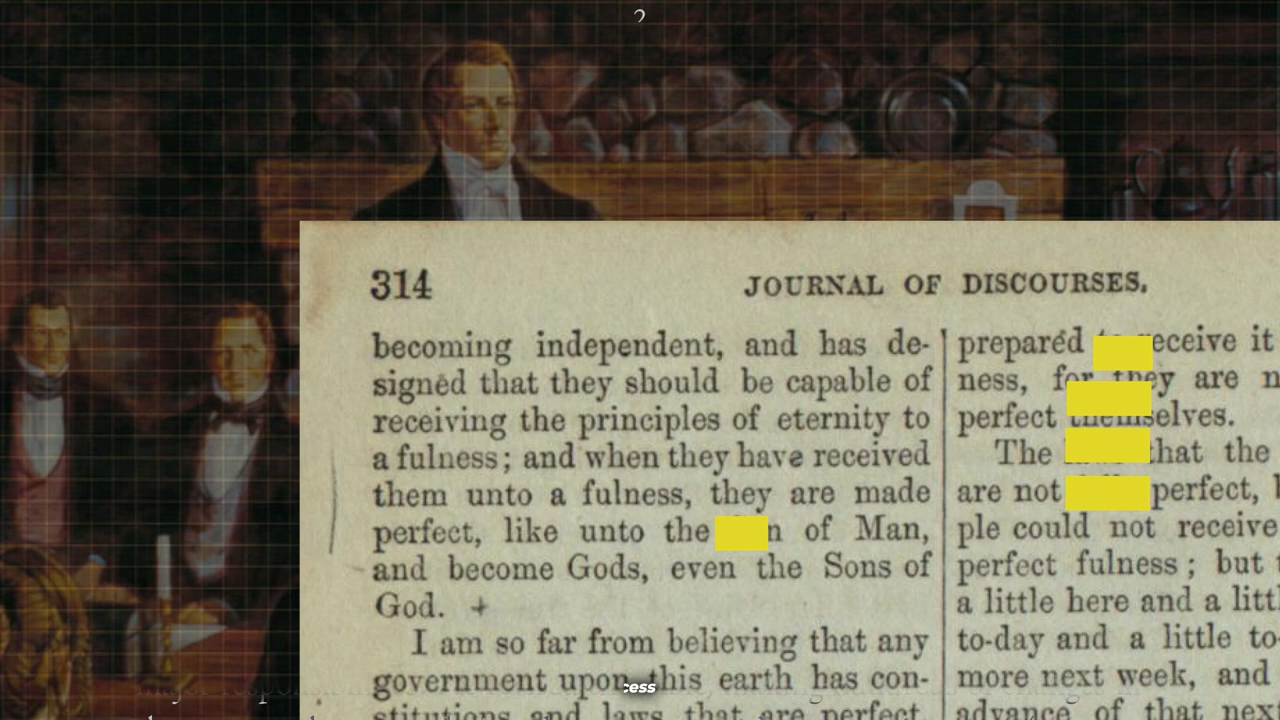 ?
314
JOURNAL OF DISCOURSES.
becoming independent, and has de-
signed that they should be capable of
receiving the principles of eternity to
a fulness; and when they have received
them unto a fulness, they are made
perfect, like unto the of Man,
and become Gods, even the Sons of
God. +
I am so far from believing that any
government upon this earth has con-
stitutions and laws that are perfect,
prepared receive it
ness, for they are
perfect themselves.
The that the
are not perfect,
ple could not receive
perfect fulness; but
a little here and a
to-day and a little
more next week, and
advance of that
cess